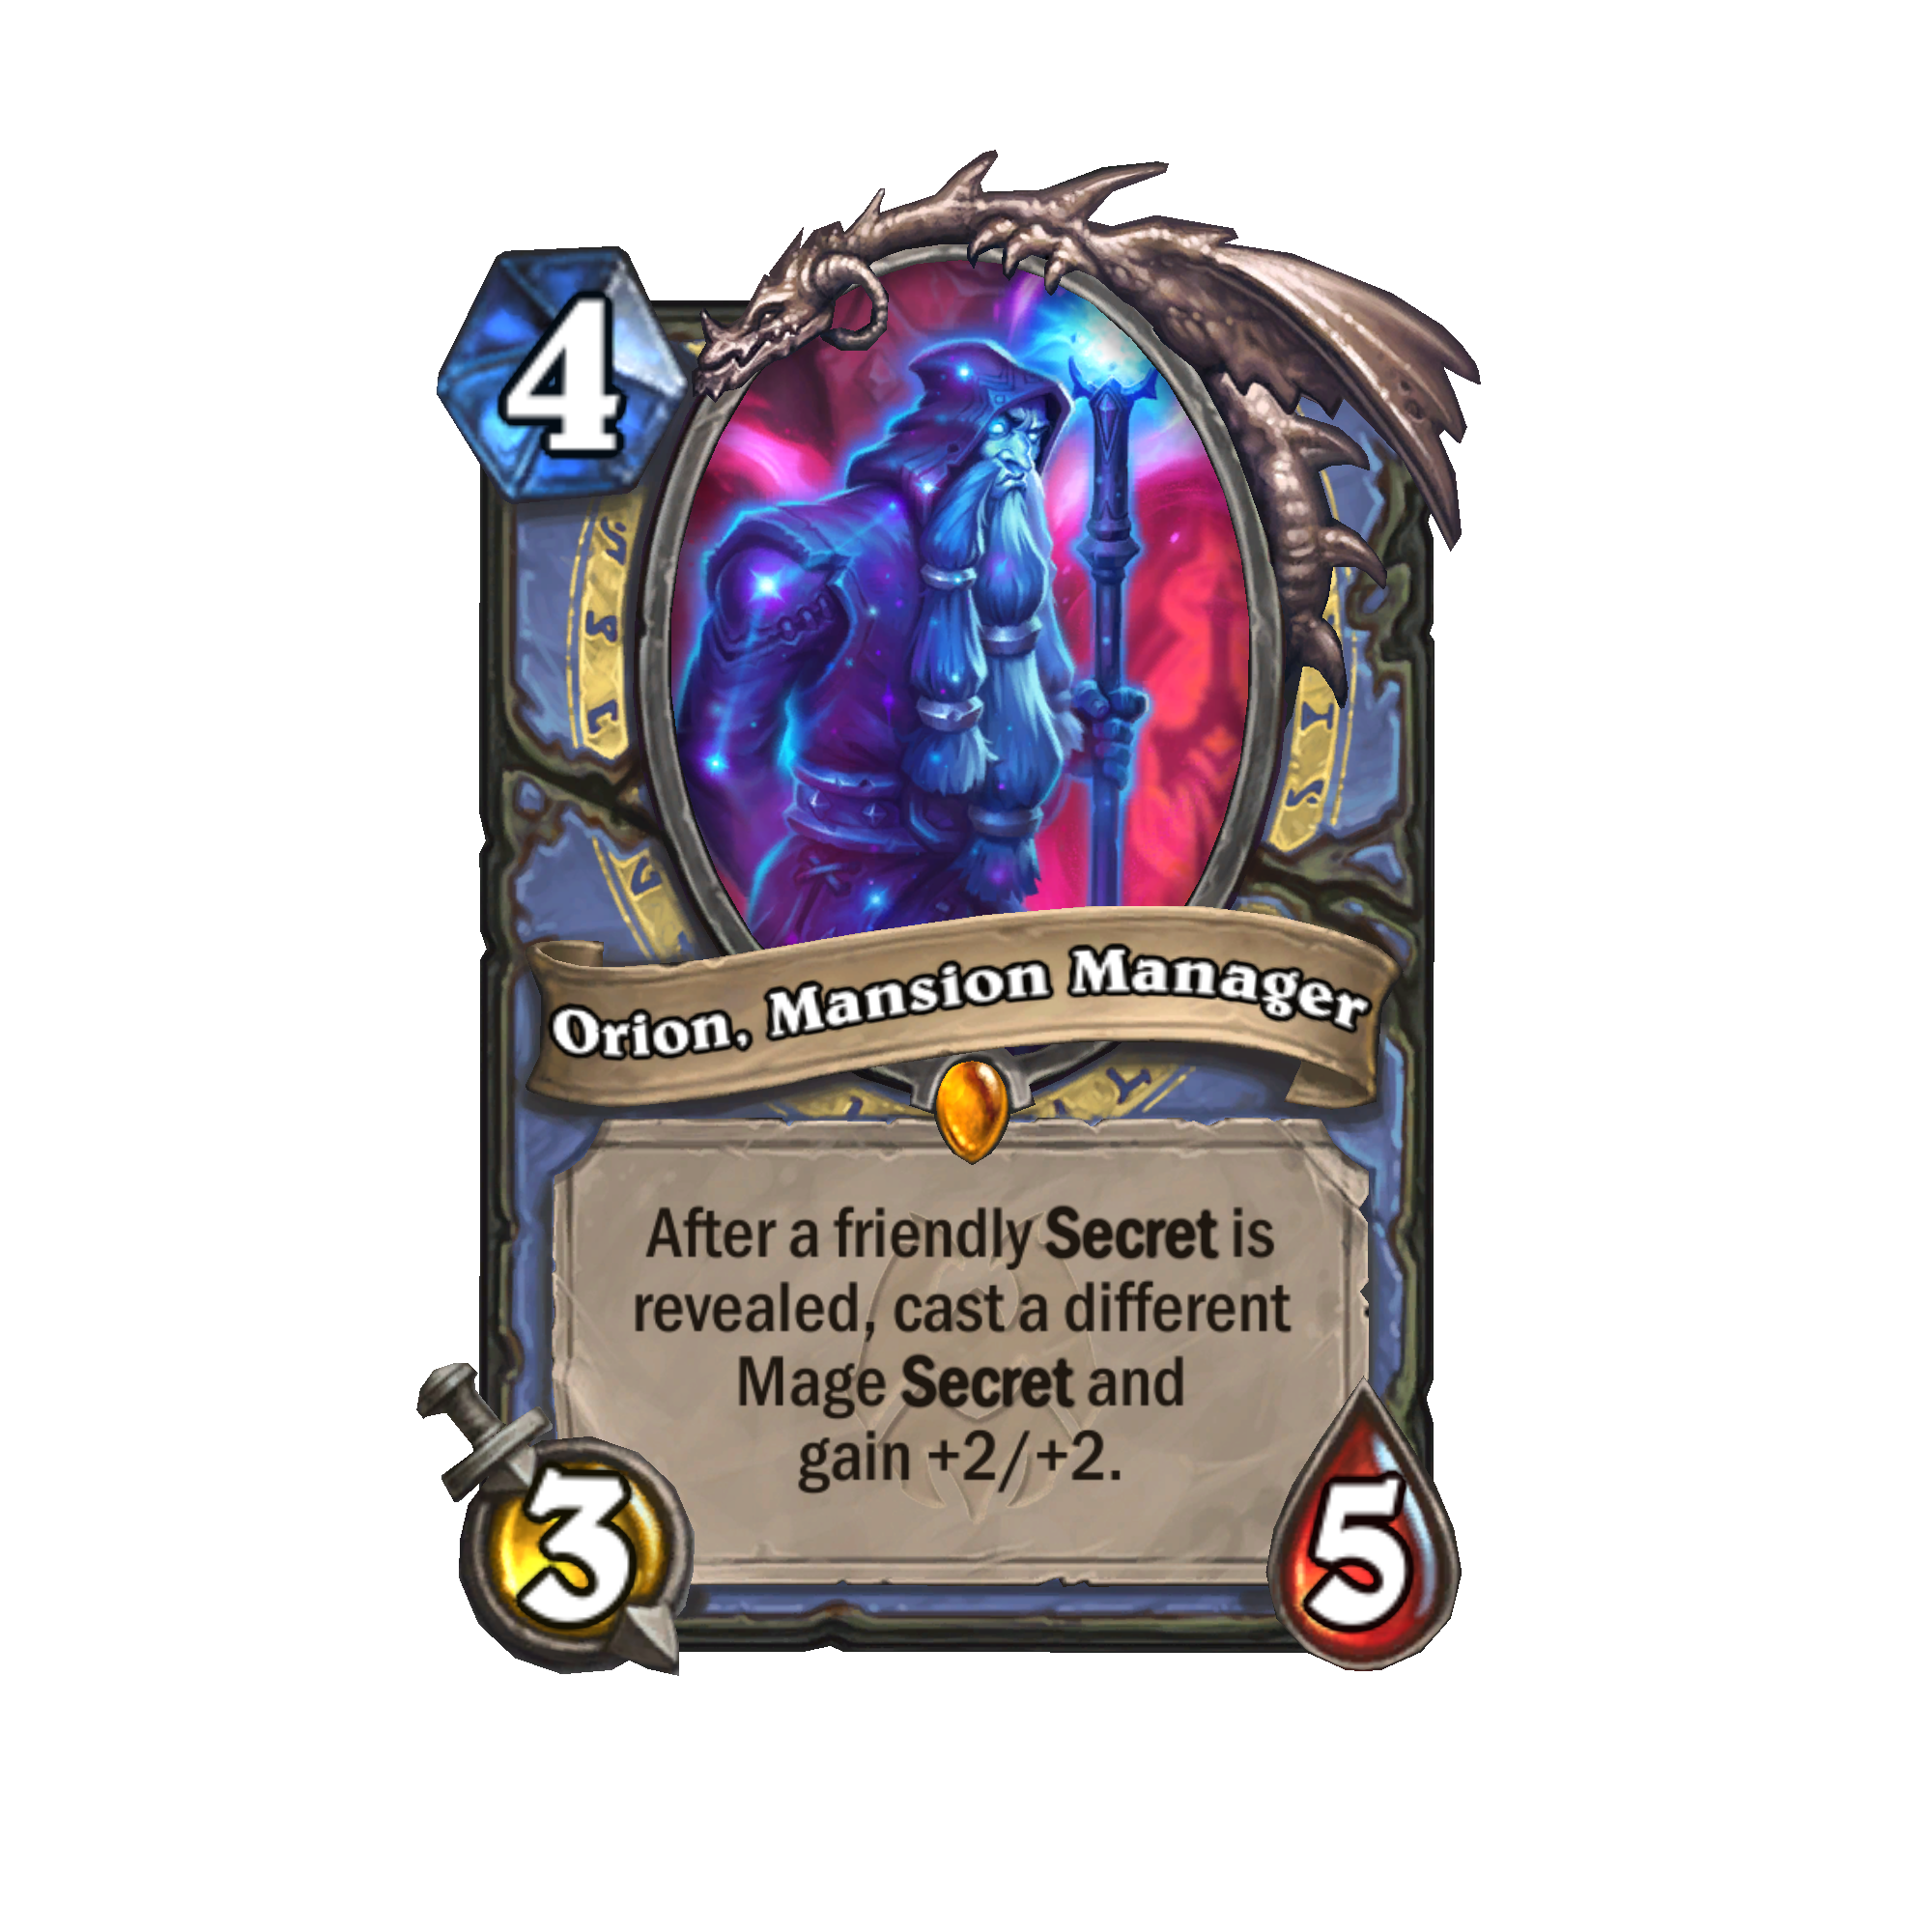 4
Orion, Mansion Manager
After a friendly Secret is
revealed, cast a different
Mage Secret and
gain +2/+2.
3
5